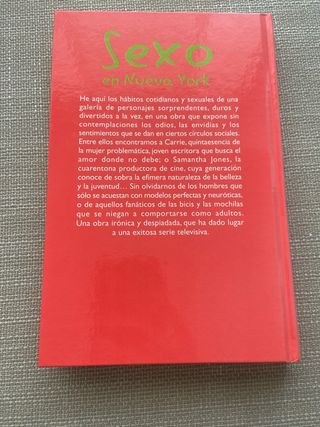 Sexo
en Nueva York
He aquí los hábitos cotidianos y sexuales de una
galería de personajes sorprendentes, duros y
divertidos a la vez, en una obra que expone sin
contemplaciones los odios, las envidias y los
sentimientos que se dan en ciertos círculos sociales.
Entre ellos encontramos a Carrie, quintaesencia de
la mujer problemática, joven escritora que busca el
amor donde no debe; o Samantha Jones, la
cuarentona productora de cine, cuya generación
conoce de sobra la efímera naturaleza de la belleza
y la juventud... Sin olvidarnos de los hombres que
sólo se acuestan con modelos perfectas y neuróticas,
o de aquellos fanáticos de las bicis y las mochilas
que se niegan a comportarse como adultos.
Una obra irónica y despiadada, que ha dado lugar
a una exitosa serie televisiva.